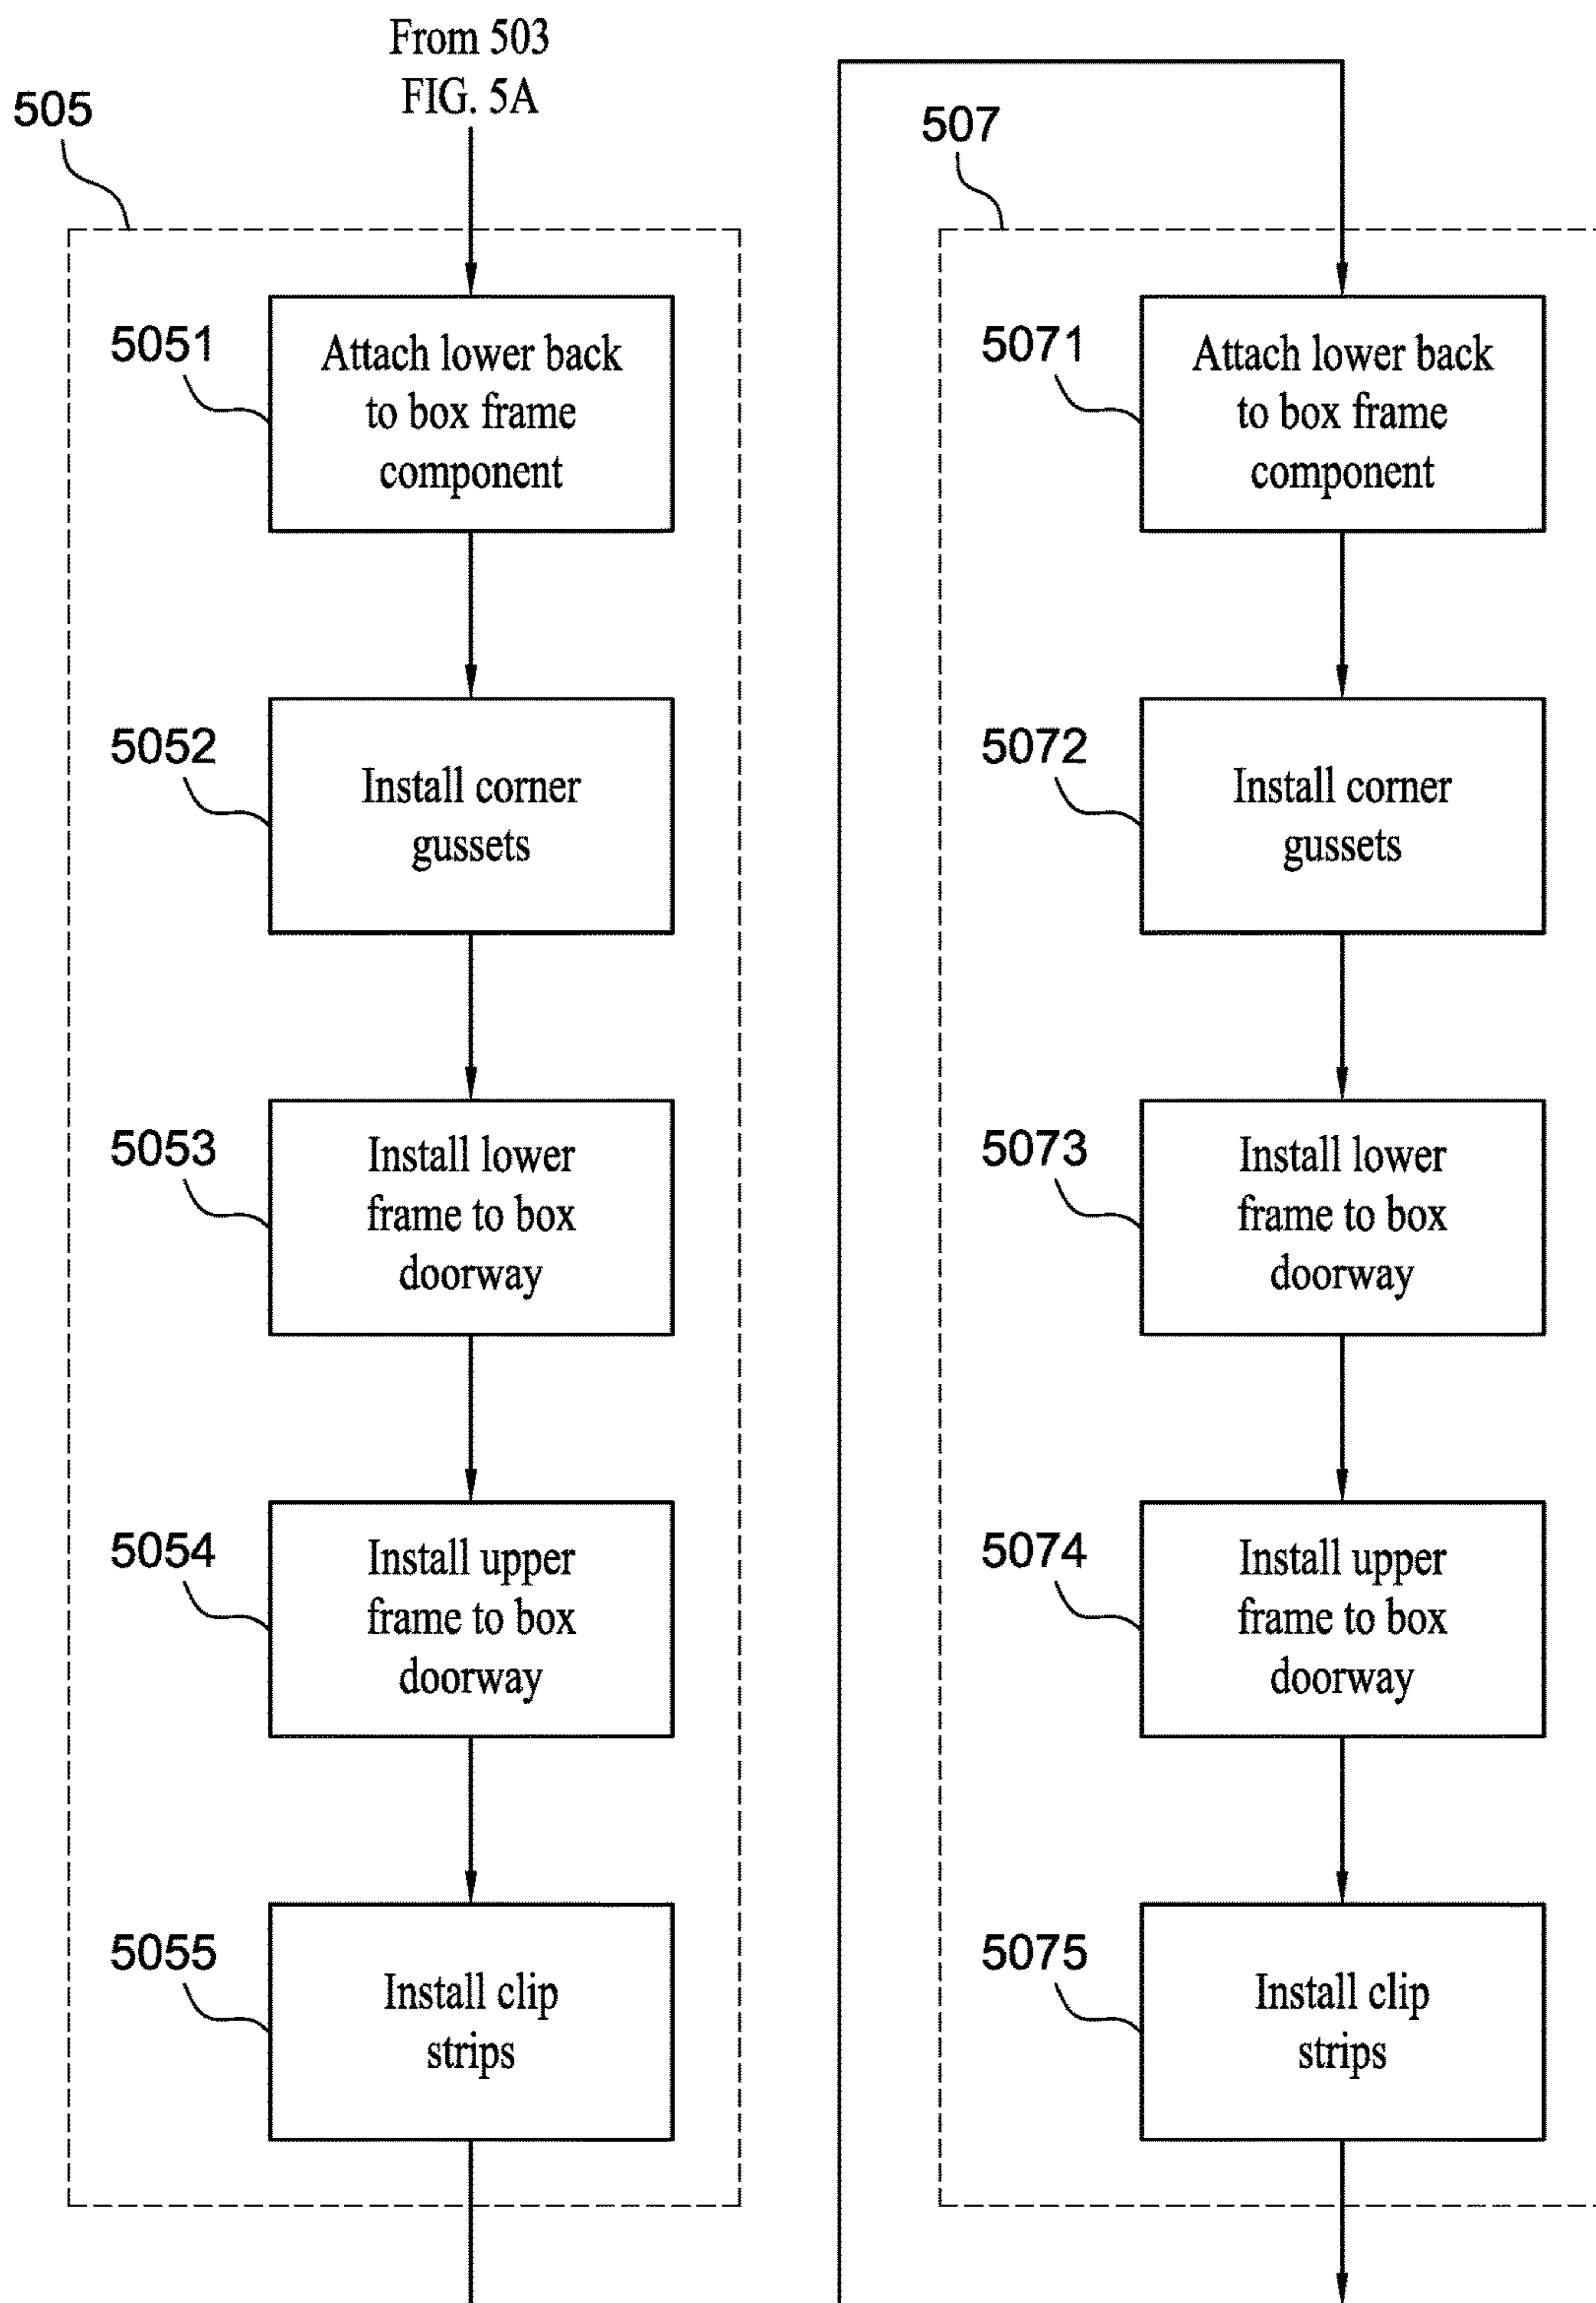 From 503
FIG. 5A
505
5051
Attach lower back
to box frame
component
5052
Install corner
gussets
5053
Install lower
frame to box
doorway
5054
Install upper
frame to box
doorway
5055
Install clip
strips
507
5071
Attach lower back
to box frame
component
5072
Install corner
gussets
5073
Install lower
frame to box
doorway
5074
Install upper
frame to box
doorway
5075
Install clip
strips